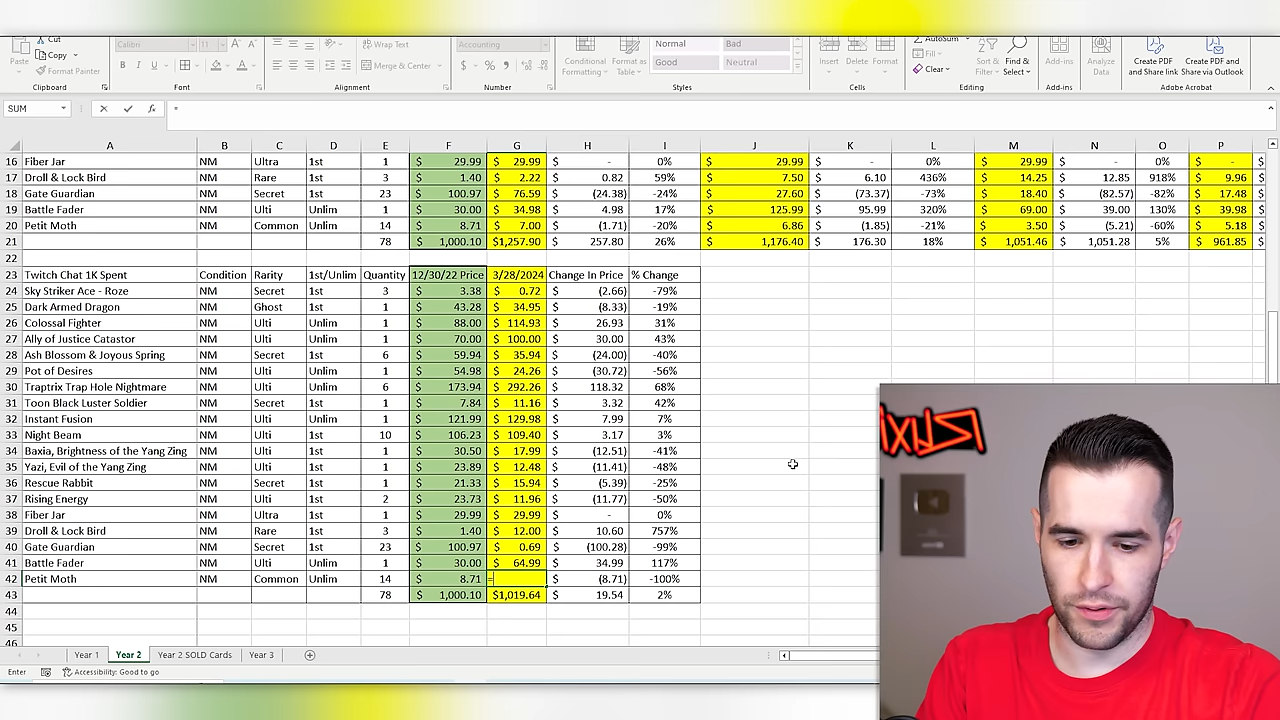 Cut
Copy
Paste
Format Painter
Clipboard
Calibri 11 A A
B I U A
Font
Wrap Text
Merge & Center
Alignment
Accounting
$ % ,
Number
Conditional Formatting
Format as Table
Normal Bad
Good Neutral
Styles
Insert Delete Format
Cells
AutoSum
Fill
Clear
Sort & Filter
Find & Select
Editing
Add-ins
Add-ins
Analyze Data
Create PDF and Share link
Create PDF and Share via Outlook
Adobe Acrobat
SUM fx =
A B C D E F G H I J K L M N O P
16 Fiber Jar NM Ultra 1st 1 $ 29.99 $ 29.99 $ - 0% $ 29.99 $ - 0% $ 29.99 $ - 0% $ - $
17 Droll & Lock Bird NM Rare 1st 3 $ 1.40 $ 2.22 $ 0.82 59% $ 7.50 $ 6.10 436% $ 14.25 $ 12.85 918% $ 9.96 $
18 Gate Guardian NM Secret 1st 23 $ 100.97 $ 76.59 $ (24.38) -24% $ 27.60 $ (73.37) -73% $ 18.40 $ (82.57) -82% $ 17.48 $
19 Battle Fader NM Ulti Unlim 1 $ 30.00 $ 34.98 $ 4.98 17% $ 125.99 $ 95.99 320% $ 69.00 $ 39.00 130% $ 39.98 $
20 Petit Moth NM Common Unlim 14 $ 8.71 $ 7.00 $ (1.71) -20% $ 6.86 $ (1.85) -21% $ 3.50 $ (5.21) -60% $ 5.18 $
21 78 $ 1,000.10 $1,257.90 $ 257.80 26% $ 1,176.40 $ 176.30 18% $ 1,051.46 $ 1,051.28 5% $ 961.85 $
22
23 Twitch Chat 1K Spent Condition Rarity 1st/Unlim Quantity 12/30/22 Price 3/28/2024 Change In Price % Change
24 Sky Striker Ace - Roze NM Secret 1st 3 $ 3.38 $ 0.72 $ (2.66) -79%
25 Dark Armed Dragon NM Ghost 1st 1 $ 43.28 $ 34.95 $ (8.33) -19%
26 Colossal Fighter NM Ulti Unlim 1 $ 88.00 $ 114.93 $ 26.93 31%
27 Ally of Justice Catastor NM Ulti Unlim 1 $ 70.00 $ 100.00 $ 30.00 43%
28 Ash Blossom & Joyous Spring NM Secret 1st 6 $ 59.94 $ 35.94 $ (24.00) -40%
29 Pot of Desires NM Ulti Unlim 1 $ 54.98 $ 24.26 $ (30.72) -56%
30 Traptrix Trap Hole Nightmare NM Ulti Unlim 6 $ 173.94 $ 292.26 $ 118.32 68%
31 Toon Black Luster Soldier NM Secret 1st 1 $ 7.84 $ 11.16 $ 3.32 42%
32 Instant Fusion NM Ulti Unlim 1 $ 121.99 $ 129.98 $ 7.99 7%
33 Night Beam NM Ulti 1st 10 $ 106.23 $ 109.40 $ 3.17 3%
34 Baxia, Brightness of the Yang Zing NM Ulti 1st 1 $ 30.50 $ 17.99 $ (12.51) -41%
35 Yazi, Evil of the Yang Zing NM Ulti 1st 1 $ 23.89 $ 12.48 $ (11.41) -48%
36 Rescue Rabbit NM Ulti 1st 1 $ 21.33 $ 15.94 $ (5.39) -25%
37 Rising Energy NM Ulti 1st 2 $ 23.73 $ 11.96 $ (11.77) -50%
38 Fiber Jar NM Ultra 1st 1 $ 29.99 $ 29.99 $ - 0%
39 Droll & Lock Bird NM Rare 1st 3 $ 1.40 $ 12.00 $ 10.60 757%
40 Gate Guardian NM Secret 1st 23 $ 100.97 $ 0.69 $ (100.28) -99%
41 Battle Fader NM Ulti Unlim 1 $ 30.00 $ 64.99 $ 34.99 117%
42 Petit Moth NM Common Unlim 14 $ 8.71 = $ (8.71) -100%
43 78 $ 1,000.10 $1,019.64 $ 19.54 2%
44
45
46
Year 1 Year 2 Year 2 SOLD Cards Year 3
Enter Accessibility: Good to go